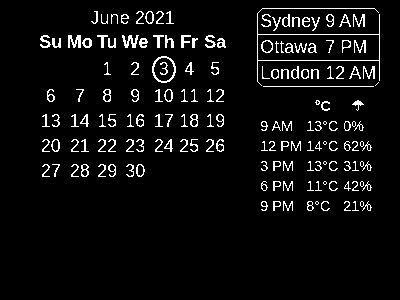 June 2021
Su Mo Tu We Th Fr Sa
1 2 3 4 5
6 7 8 9 10 11 12
13 14 15 16 17 18 19
20 21 22 23 24 25 26
27 28 29 30
Sydney 9 AM
Ottawa 7 PM
London 12 AM
°C ☂
9 AM 13°C 0%
12 PM 14°C 62%
3 PM 13°C 31%
6 PM 11°C 42%
9 PM 8°C 21%